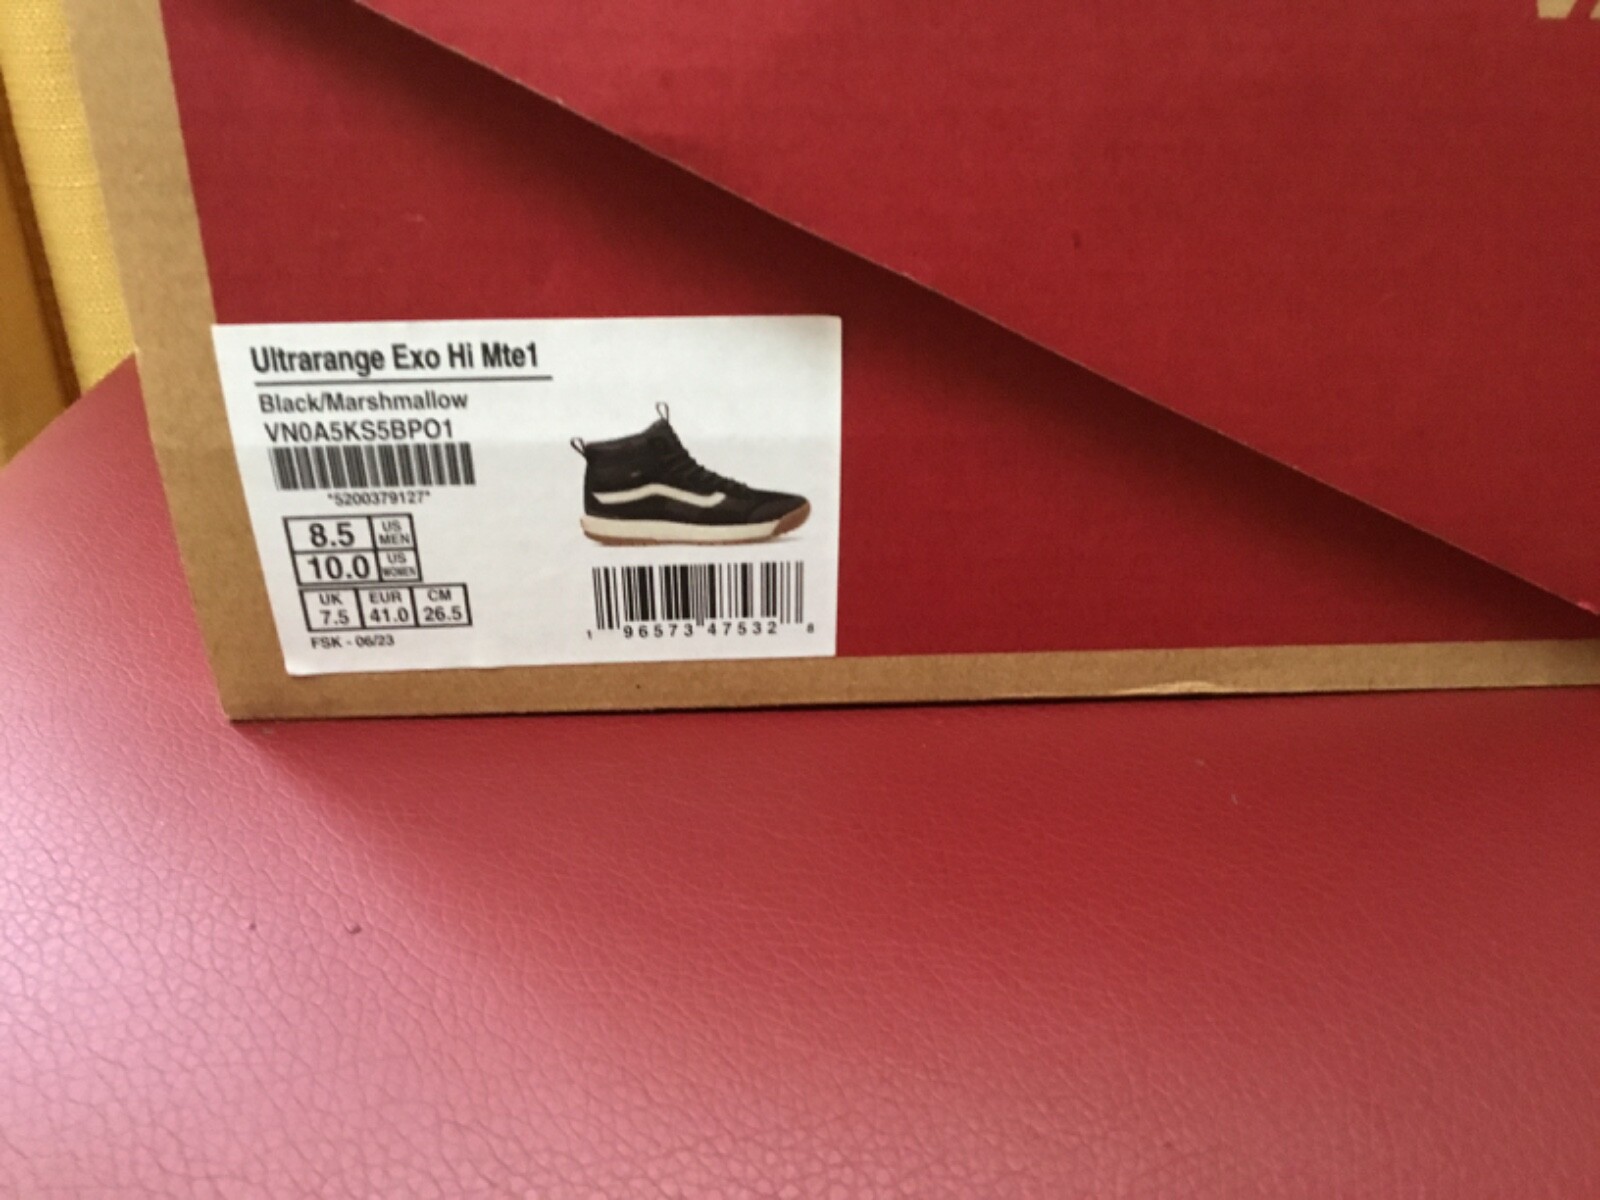 Ultrarange Exo Hi Mte1
Black/Marshmallow
VN0A5KS5BPO1
*5200379127*
8.5 US MEN
10.0 US WOMEN
UK EUR CM
7.5 41.0 26.5
FSK - 06/23
1 96573 47532 8